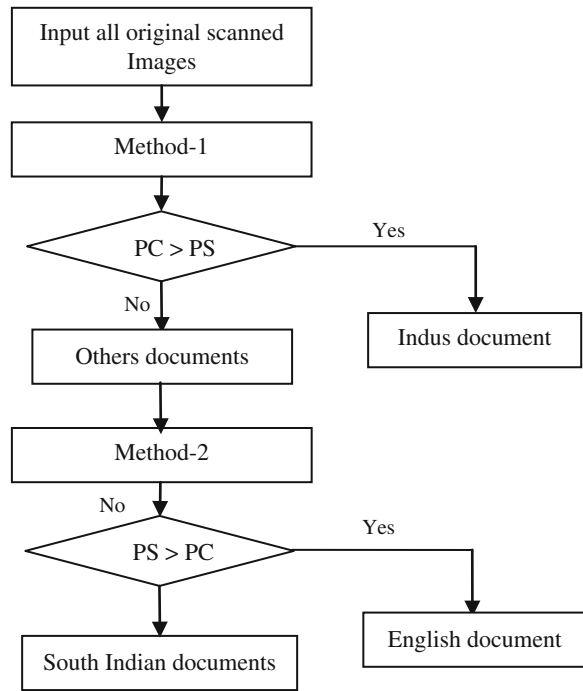 Input all original scanned
Images
Method-1
PC > PS
Yes
No
Indus document
Others documents
Method-2
No
PS > PC
Yes
English document
South Indian documents